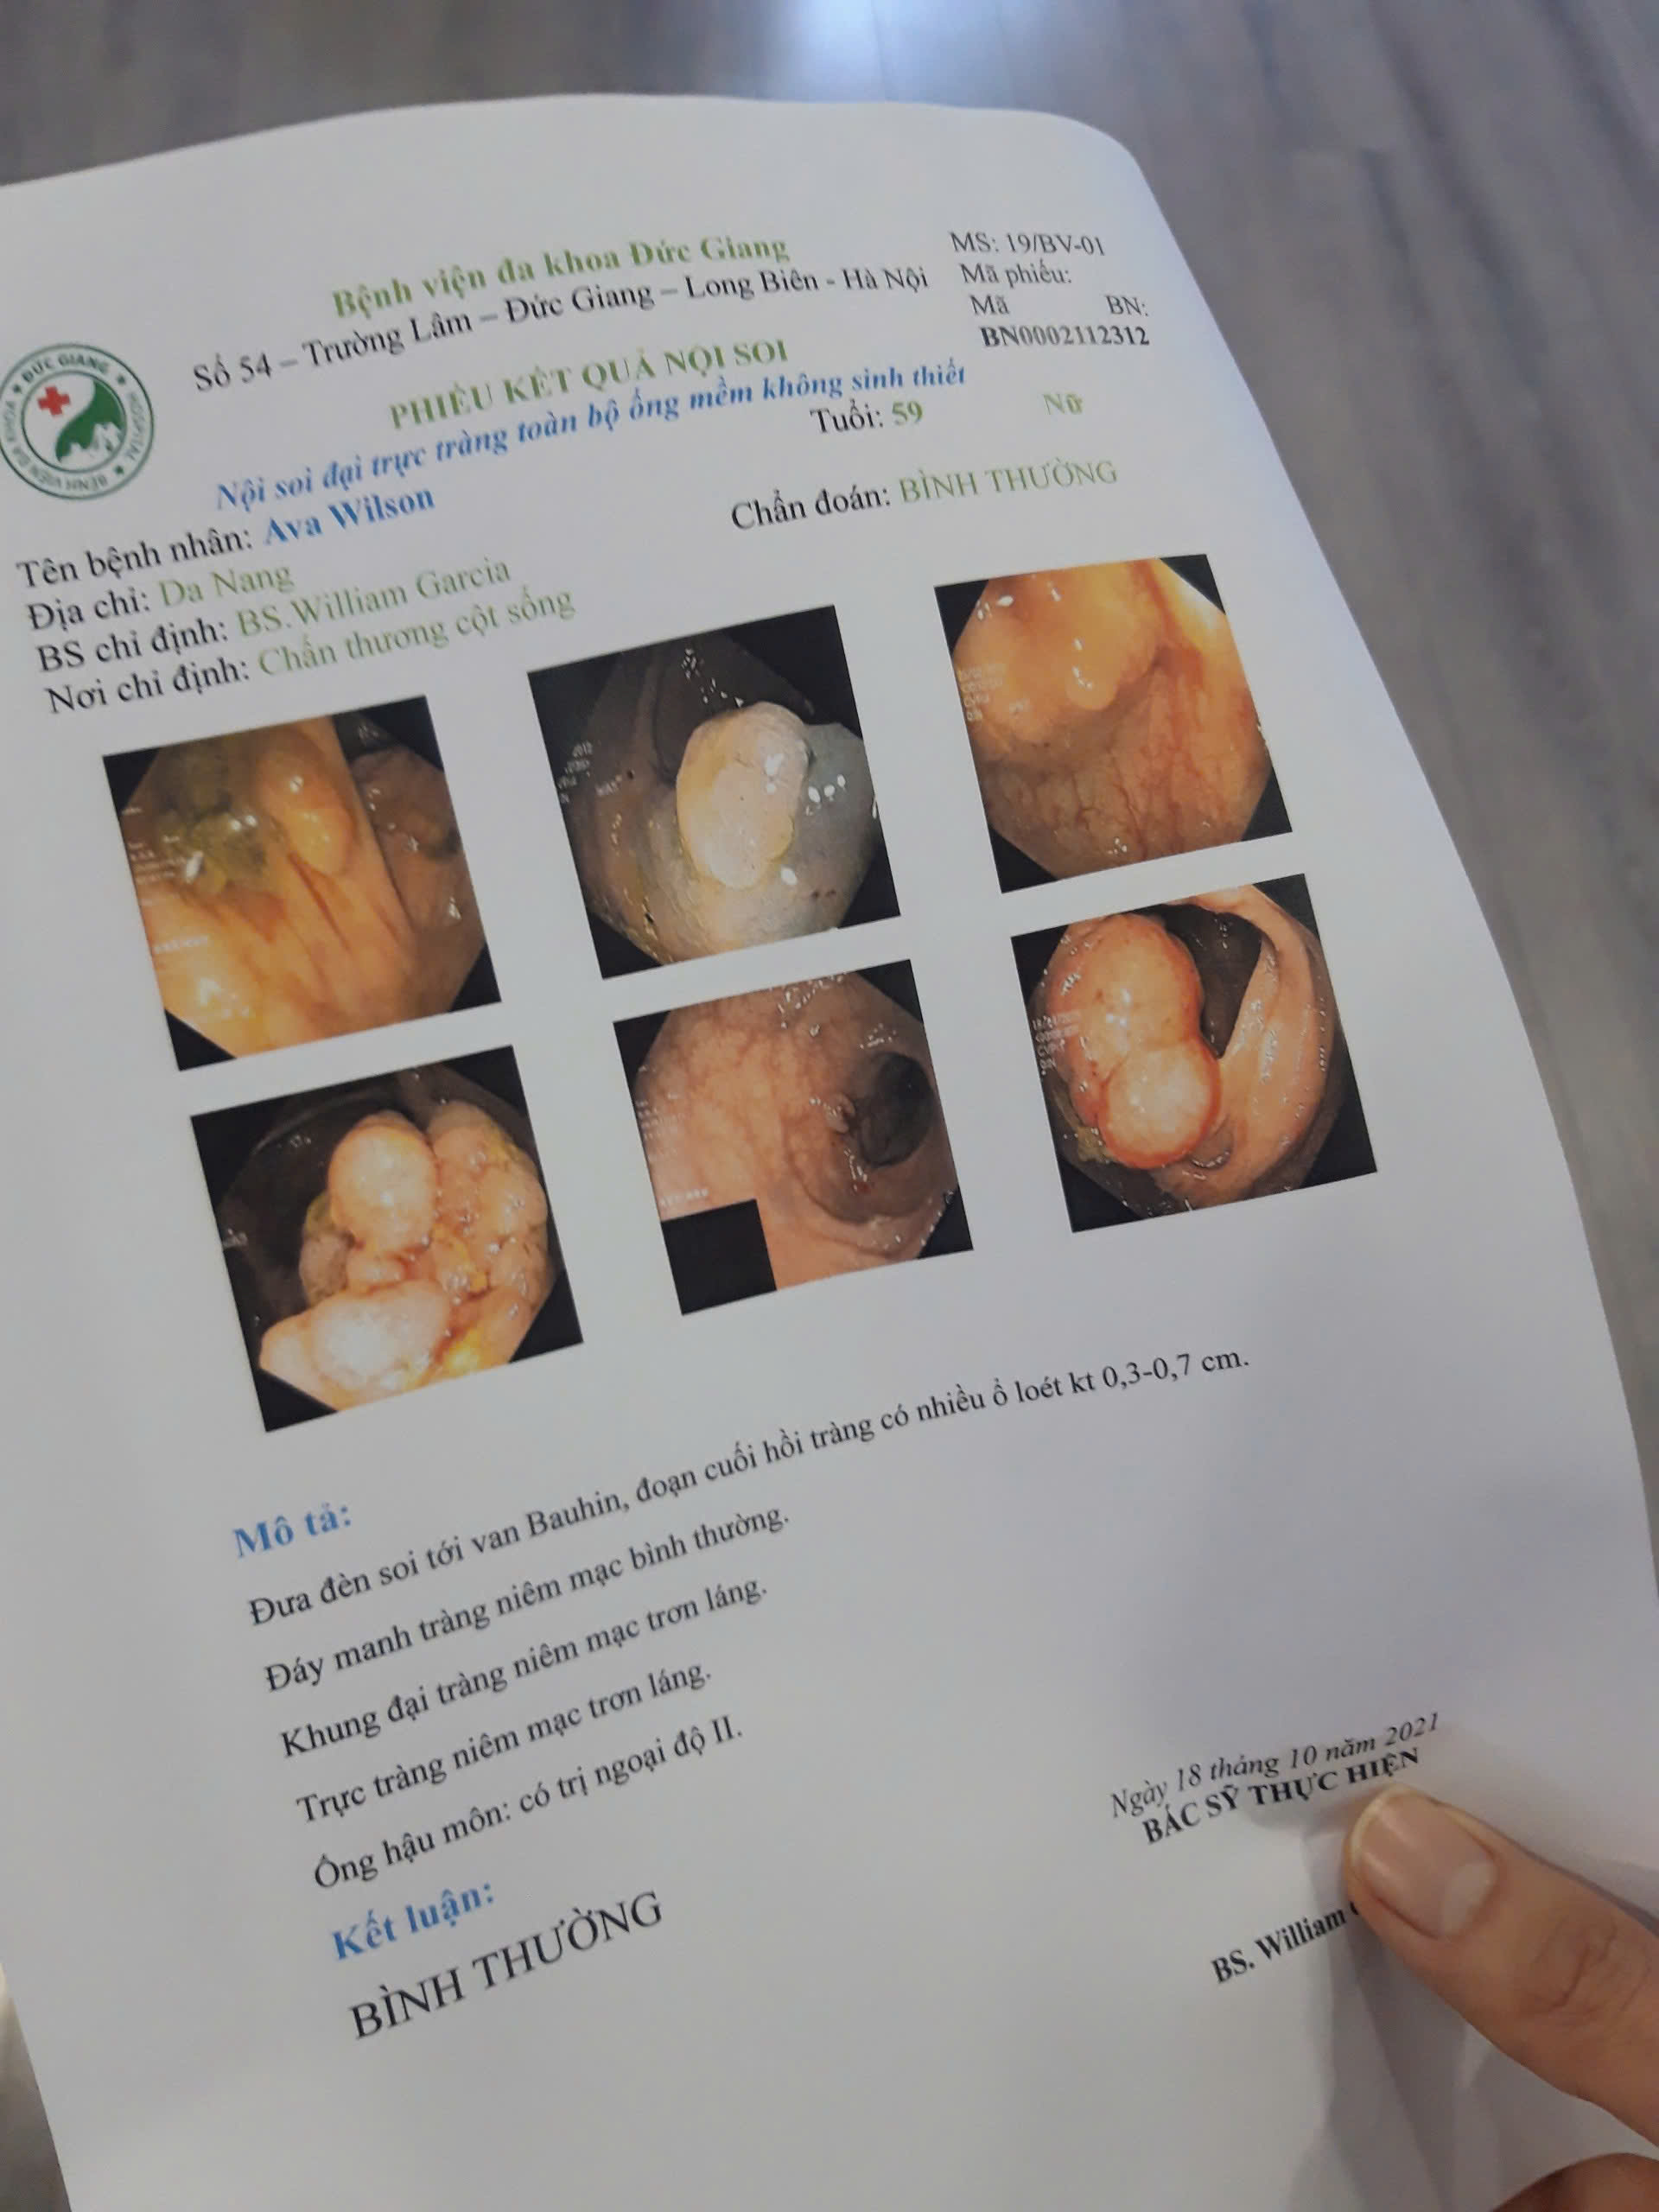 Bệnh viện đa khoa Đức Giang
Số 54 – Trường Lâm – Đức Giang – Long Biên - Hà Nội
MS: 19/BV-01
Mã phiếu:
Mã BN:
BN0002112312
ĐỨC GIANG
HOSPITAL
BỆNH VIỆN ĐA KHOA
PHIẾU KẾT QUẢ NỘI SOI
Nội soi đại trực tràng toàn bộ ống mềm không sinh thiết
Tên bệnh nhân: Ava Wilson
Tuổi: 59 Nữ
Địa chỉ: Da Nang
Chẩn đoán: BÌNH THƯỜNG
BS chỉ định: BS.William Garcia
Nơi chỉ định: Chấn thương cột sống
Mô tả:
Đưa đèn soi tới van Bauhin, đoạn cuối hồi tràng có nhiều ổ loét kt 0,3-0,7 cm.
Đáy manh tràng niêm mạc bình thường.
Khung đại tràng niêm mạc trơn láng.
Trực tràng niêm mạc trơn láng.
Ống hậu môn: có trị ngoại độ II.
Kết luận:
BÌNH THƯỜNG
Ngày 18 tháng 10 năm 2021
BÁC SỸ THỰC HIỆN
BS. William